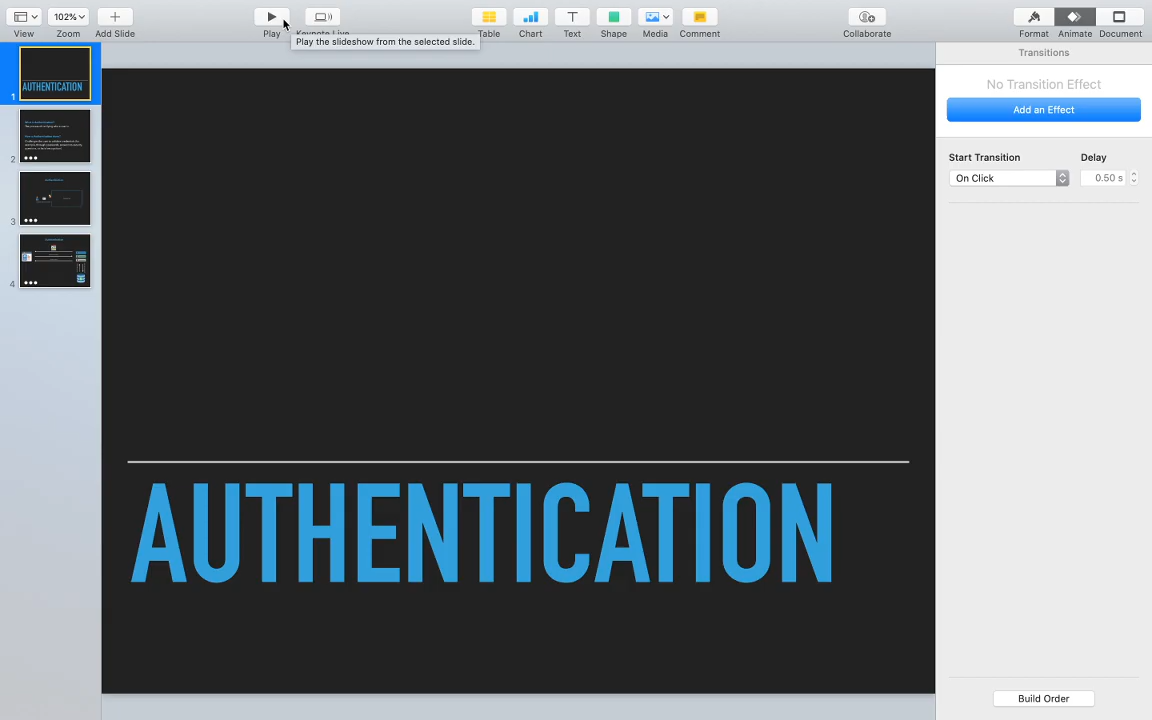 102%
View
Zoom
Add Slide
Play
Keynote Live
Table
Chart
Text
Shape
Media
Comment
Collaborate
Format
Animate
Document
Play the slideshow from the selected slide.
Transitions
No Transition Effect
Add an Effect
Start Transition
Delay
On Click
0.50 s
AUTHENTICATION
1
2
3
4
AUTHENTICATION
Build Order